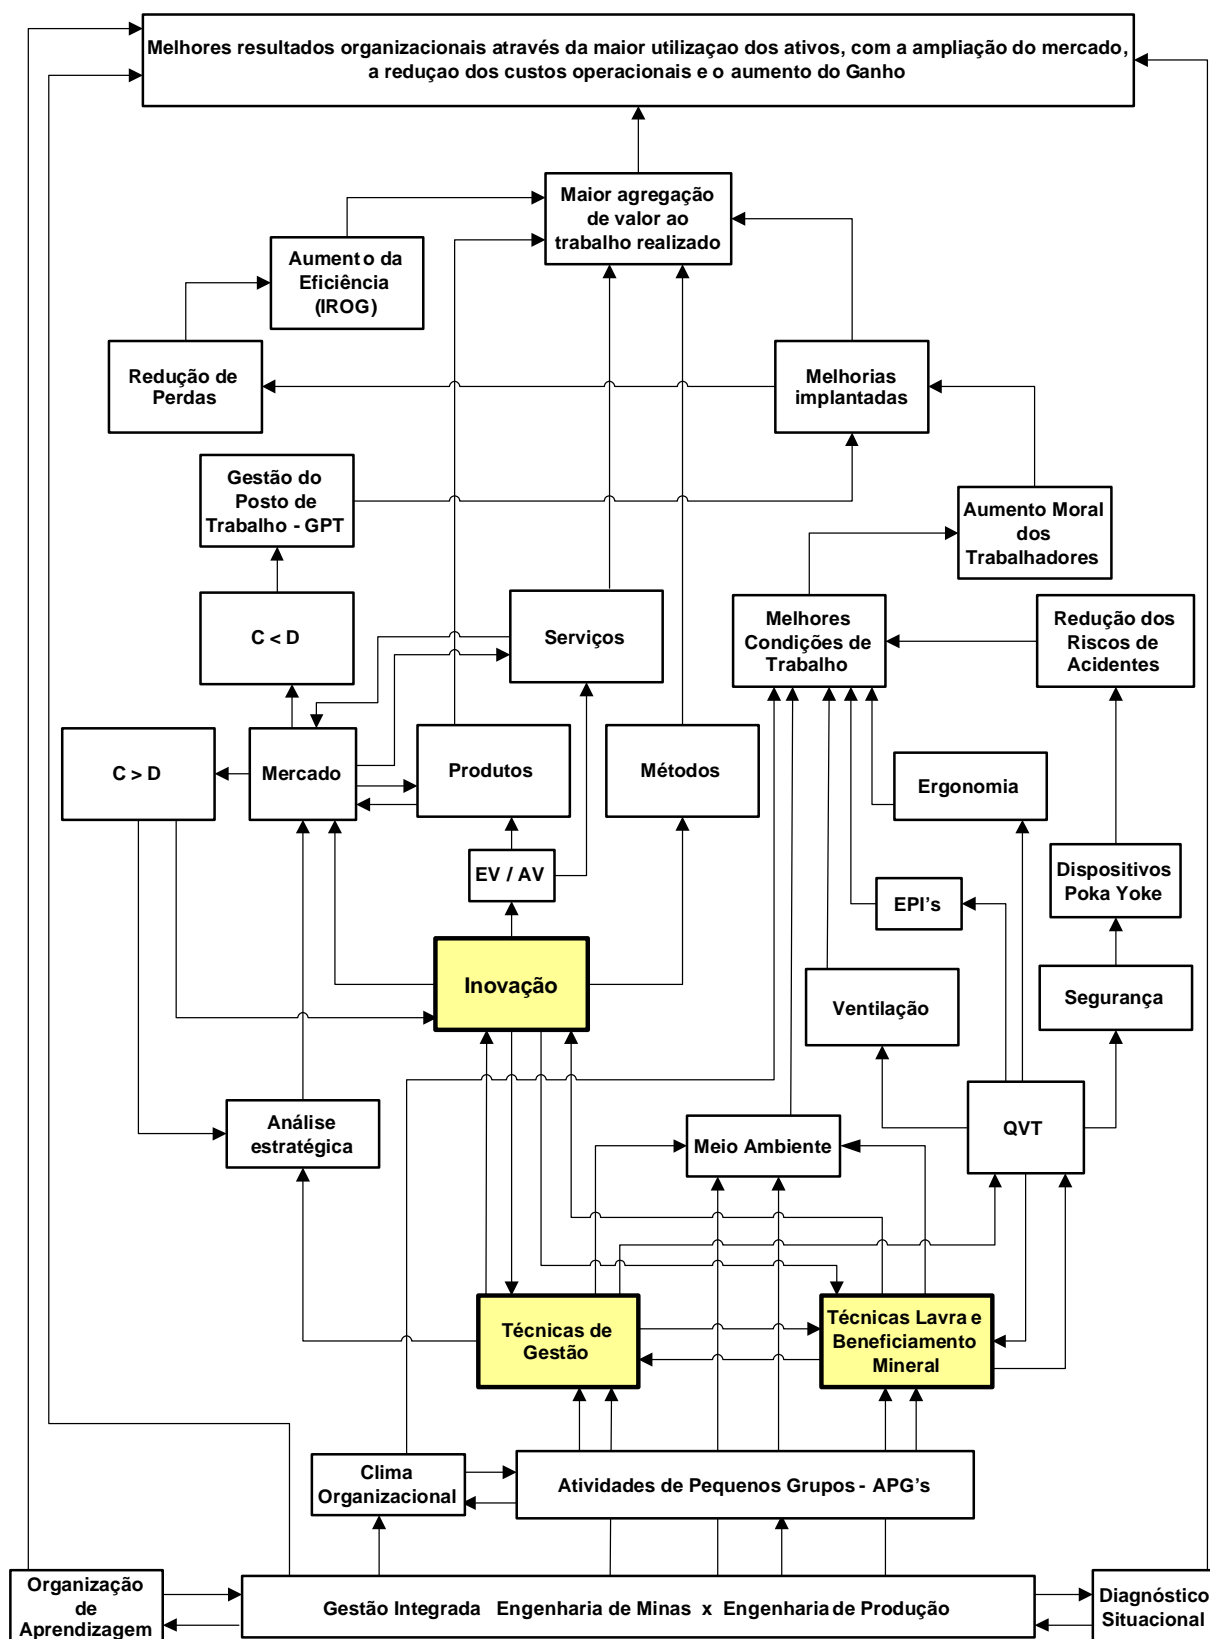 Melhores resultados organizacionais através da maior utilizaçao dos ativos, com a ampliação do mercado,
a reduçao dos custos operacionais e o aumento do Ganho
Maior agregação
de valor ao
trabalho realizado
Aumento da
Eficiência
(IROG)
Redução de
Perdas
Melhorias
implantadas
Gestão do
Posto de
Trabalho - GPT
Aumento Moral
dos
Trabalhadores
C < D
Serviços
Melhores
Condições de
Trabalho
Redução dos
Riscos de
Acidentes
C > D
Mercado
Produtos
Métodos
Ergonomia
EV / AV
EPI's
Dispositivos
Poka Yoke
Inovação
Ventilação
Segurança
Análise
estratégica
Meio Ambiente
QVT
Técnicas de
Gestão
Técnicas Lavra e
Beneficiamento
Mineral
Clima
Organizacional
Atividades de Pequenos Grupos - APG's
Organização
de
Aprendizagem
Gestão Integrada Engenharia de Minas x Engenharia de Produção
Diagnóstico
Situacional